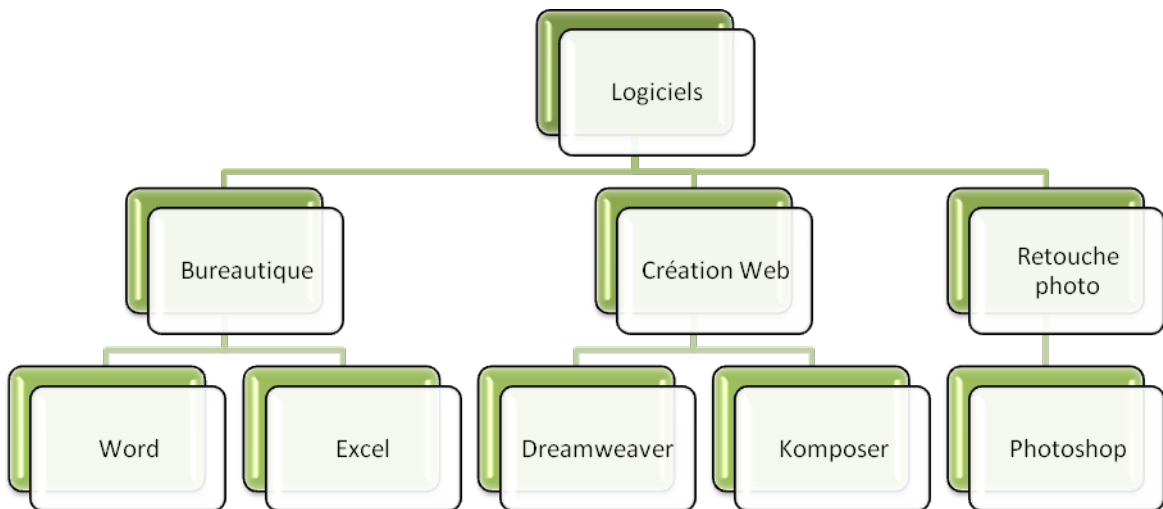 Logiciels
Bureautique
Création Web
Retouche
photo
Word
Excel
Dreamweaver
Komposer
Photoshop